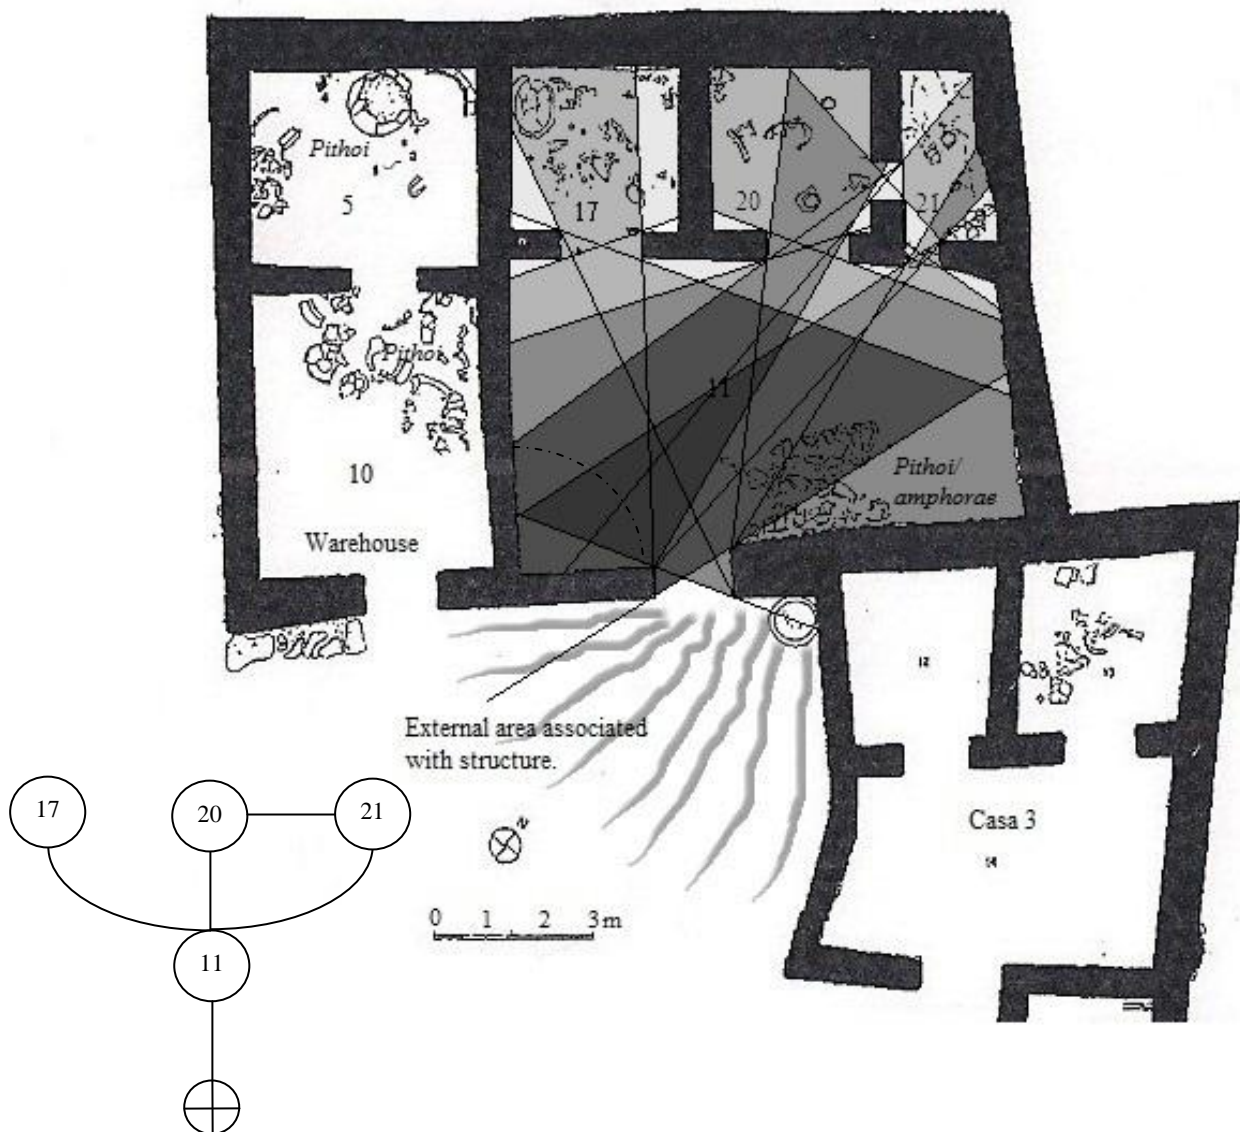 Pithoi
5
17
20
21
Pithoi
11
10
Pithoi/
amphorae
Warehouse
12
External area associated
with structure.
Casa 3
N
0 1 2 3m
17
20
21
11